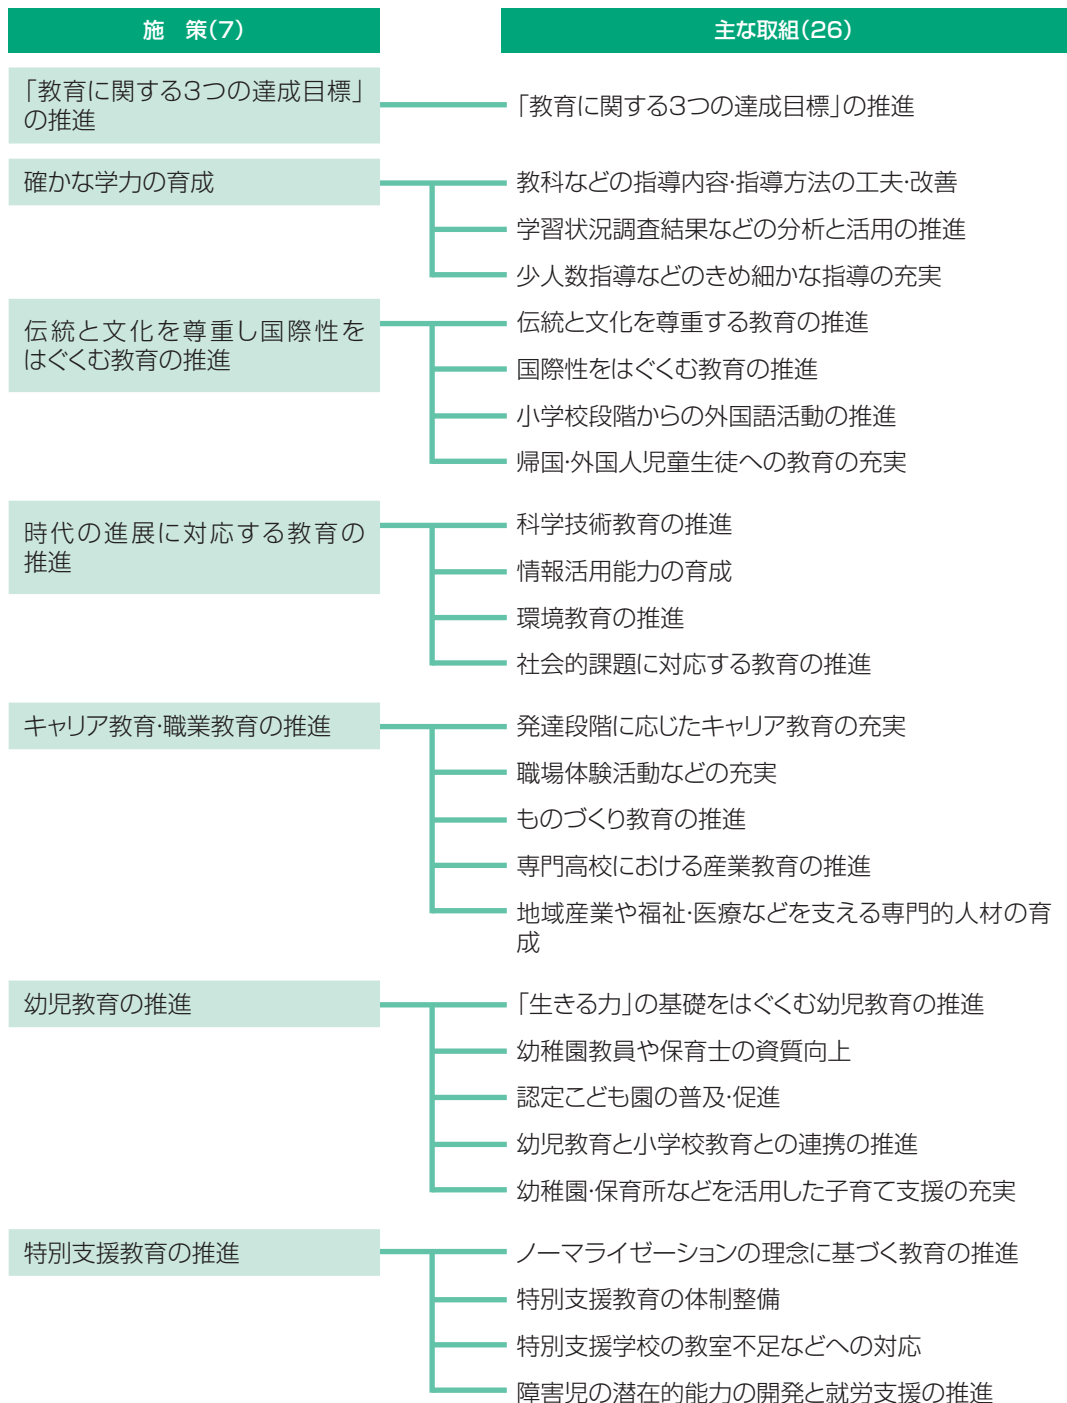 施 策(7)
主な取組(26)
「教育に関する3つの達成目標」
の推進
「教育に関する3つの達成目標」の推進
確かな学力の育成
教科などの指導内容・指導方法の工夫・改善
学習状況調査結果などの分析と活用の推進
少人数指導などのきめ細かな指導の充実
伝統と文化を尊重し国際性を
はぐくむ教育の推進
伝統と文化を尊重する教育の推進
国際性をはぐくむ教育の推進
小学校段階からの外国語活動の推進
帰国・外国人児童生徒への教育の充実
時代の進展に対応する教育の
推進
科学技術教育の推進
情報活用能力の育成
環境教育の推進
社会的課題に対応する教育の推進
キャリア教育・職業教育の推進
発達段階に応じたキャリア教育の充実
職場体験活動などの充実
ものづくり教育の推進
専門高校における産業教育の推進
地域産業や福祉・医療などを支える専門的人材の育
成
幼児教育の推進
「生きる力」の基礎をはぐくむ幼児教育の推進
幼稚園教員や保育士の資質向上
認定こども園の普及・促進
幼児教育と小学校教育との連携の推進
幼稚園・保育所などを活用した子育て支援の充実
特別支援教育の推進
ノーマライゼーションの理念に基づく教育の推進
特別支援教育の体制整備
特別支援学校の教室不足などへの対応
障害児の潜在的能力の開発と就労支援の推進